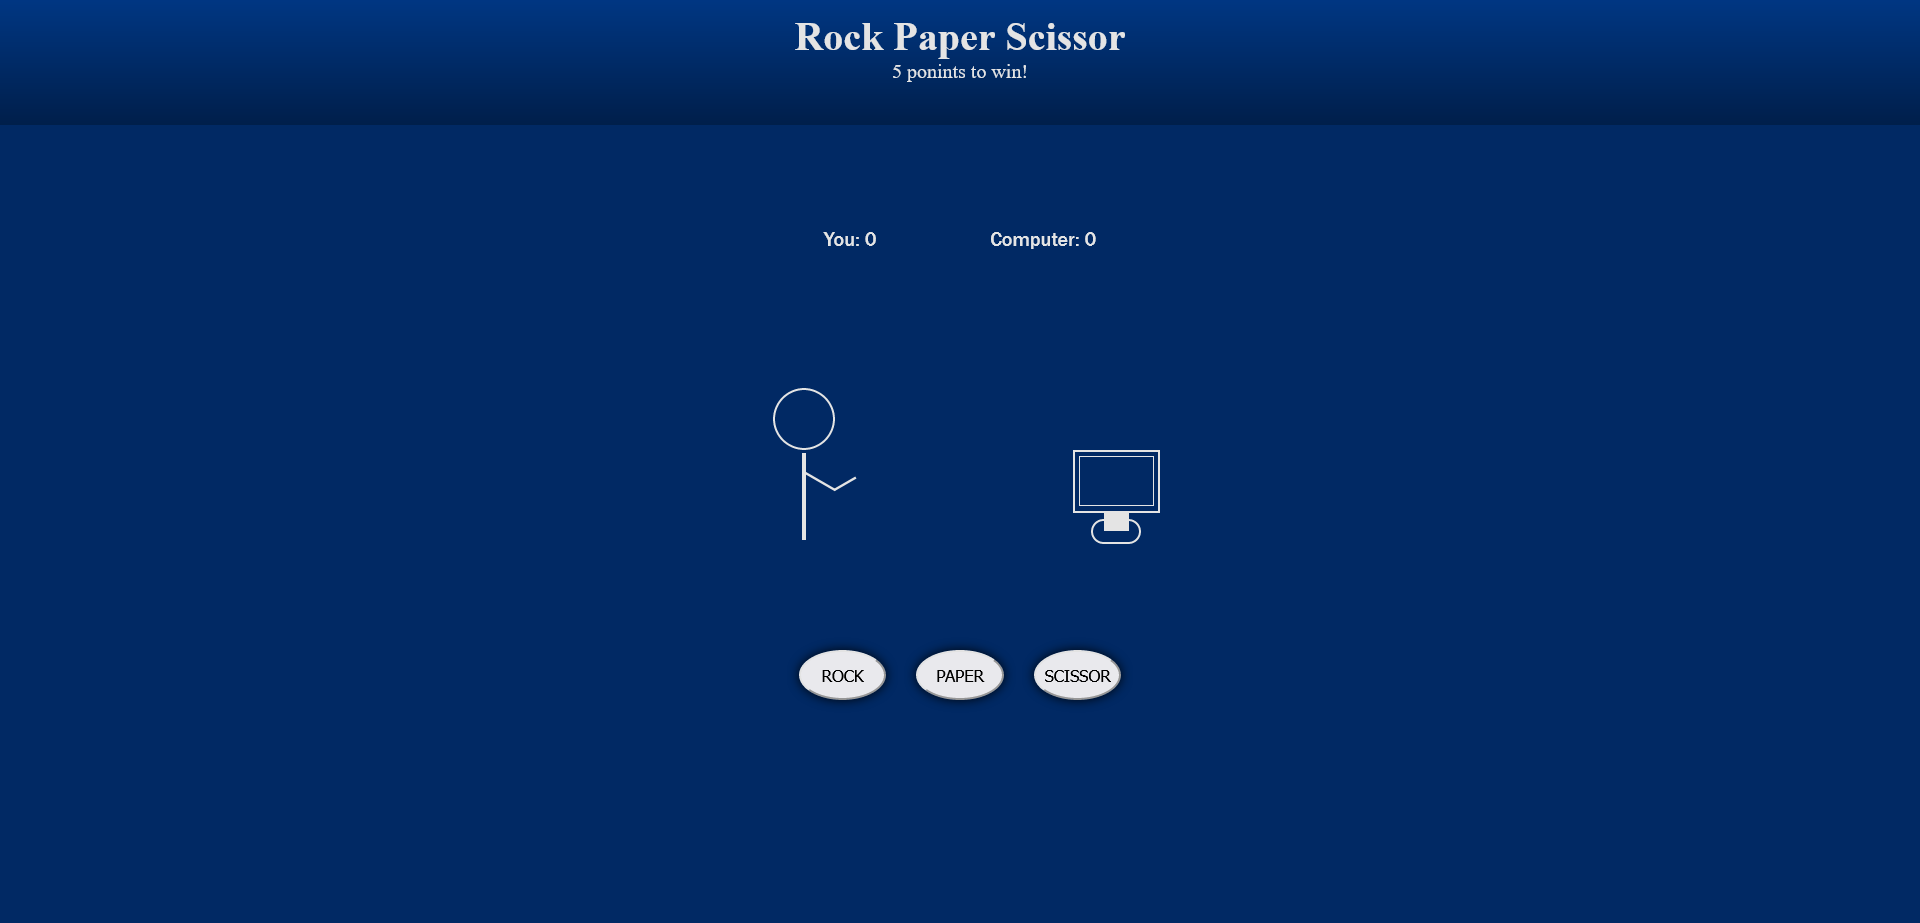 Rock Paper Scissor
5 ponints to win!
You: 0 Computer: 0
ROCK PAPER SCISSOR